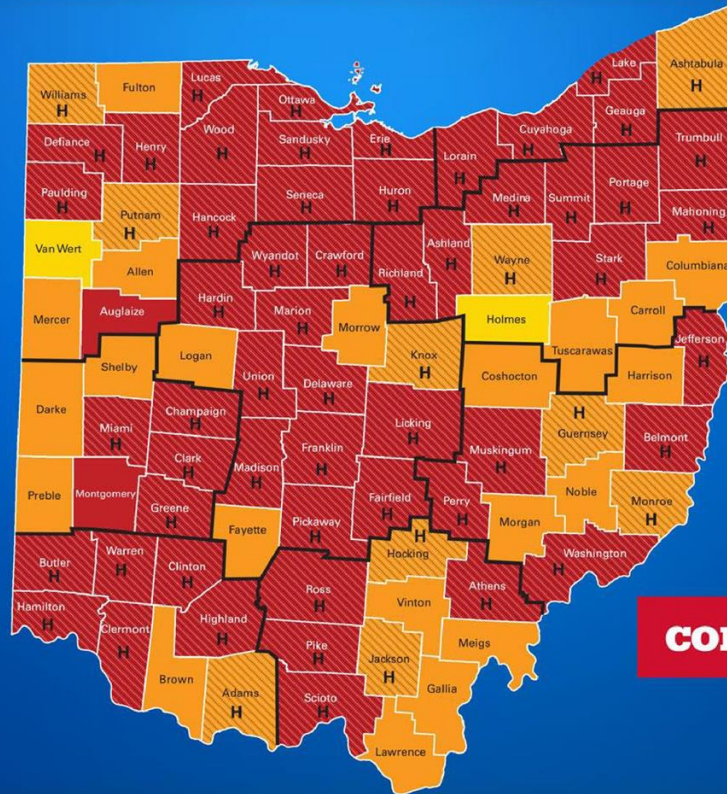 Lake
H
Ashtabula
H
Williams
H
Fulton
Lucas
H
Ottawa
H
Geauga
H
Defiance
H
Henry
H
Wood
H
Sandusky
H
Erie
H
Lorain
H
Cuyahoga
H
Trumbull
H
Paulding
H
Putnam
H
Hancock
H
Seneca
H
Huron
H
Medina
H
Summit
H
Portage
H
Mahoning
H
Van Wert
Allen
Wyandot
H
Crawford
H
Richland
H
Ashland
H
Wayne
H
Stark
H
Columbiana
Mercer
Auglaize
Hardin
H
Marion
H
Morrow
Holmes
Carroll
Jefferson
H
Shelby
Logan
Union
H
Knox
H
Coshocton
Tuscarawas
Harrison
Darke
Miami
H
Champaign
H
Delaware
H
Licking
H
Muskingum
H
H
Guernsey
Belmont
H
Clark
H
Madison
H
Franklin
H
Preble
Montgomery
Greene
H
Fayette
Pickaway
H
Fairfield
H
Perry
H
Morgan
Noble
Monroe
H
Butler
H
Warren
H
Clinton
H
Ross
H
H
Hocking
Athens
H
Washington
H
Hamilton
H
Clermont
H
Highland
H
Pike
H
Vinton
Meigs
Brown
Adams
H
Scioto
H
Jackson
H
Gallia
Lawrence